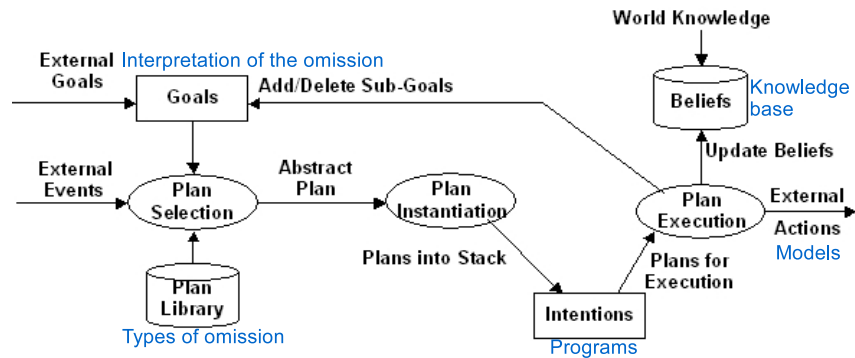 World Knowledge
External
Goals
Interpretation of the omission
Goals
Add/Delete Sub-Goals
Beliefs
Knowledge
base
Update Beliefs
External
Events
Plan
Selection
Abstract
Plan
Plan
Instantiation
Plan
Execution
External
Actions
Models
Plans into Stack
Plans for
Execution
Plan
Library
Types of omission
Intentions
Programs